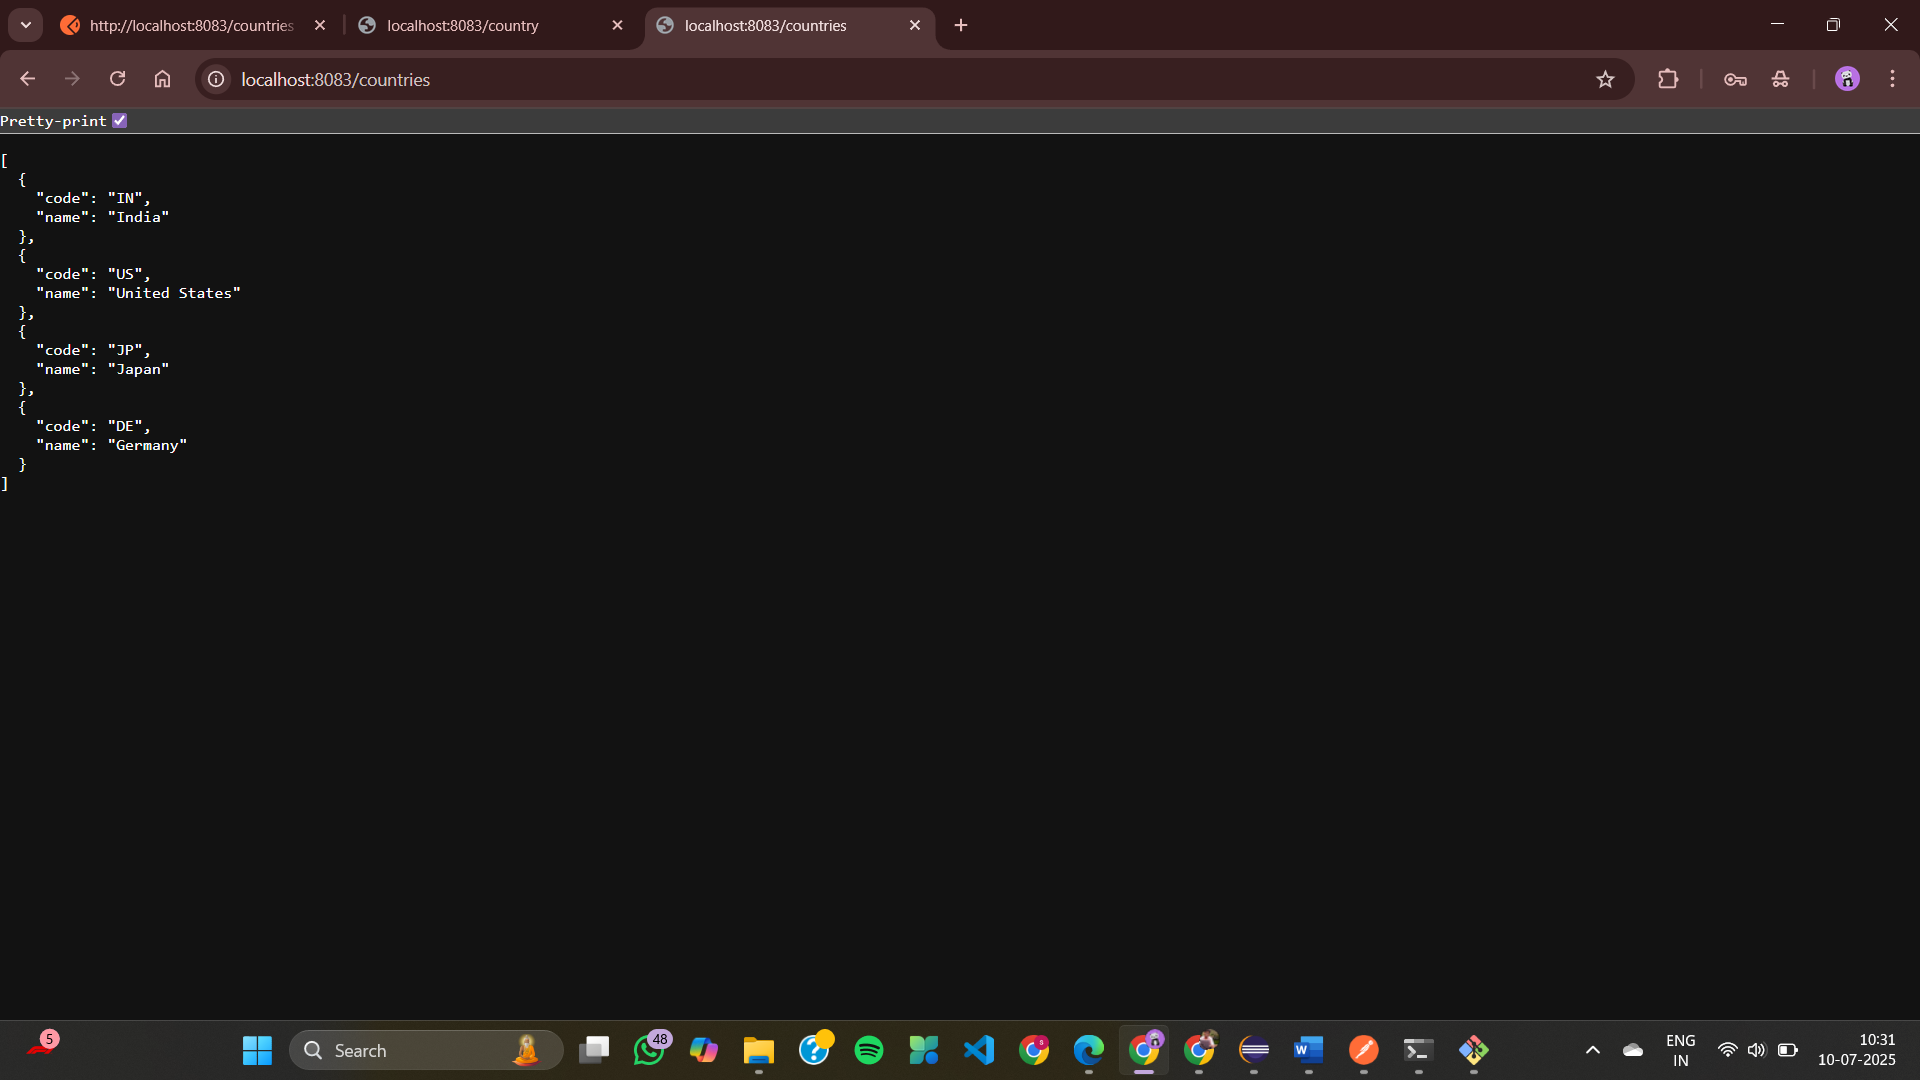 http://localhost:8083/countries
localhost:8083/country
localhost:8083/countries
localhost:8083/countries
Pretty-print
[
  {
    "code": "IN",
    "name": "India"
  },
  {
    "code": "US",
    "name": "United States"
  },
  {
    "code": "JP",
    "name": "Japan"
  },
  {
    "code": "DE",
    "name": "Germany"
  }
]
5
Search
48
ENG
IN
10:31
10-07-2025